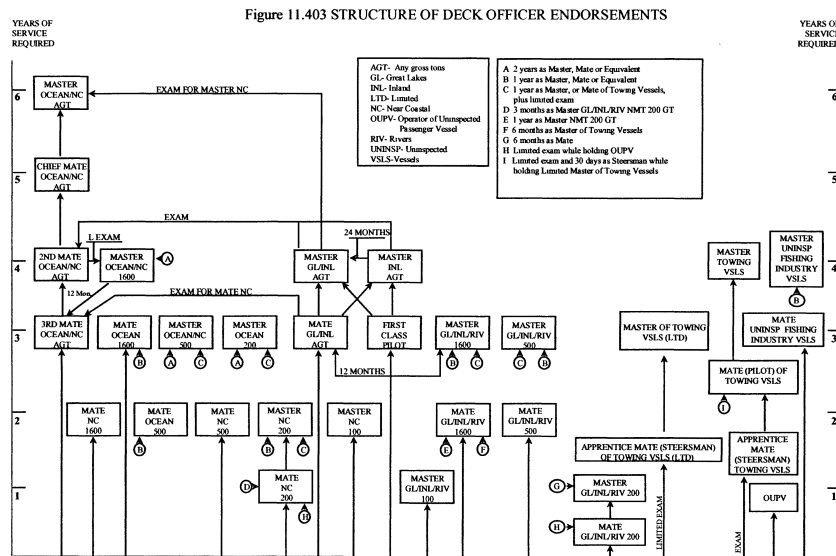 Figure 11.403 STRUCTURE OF DECK OFFICER ENDORSEMENTS
YEARS OF
SERVICE
REQUIRED
YEARS OF
SERVICE
REQUIRED
AGT- Any gross tons
GL- Great Lakes
INL- Inland
LTD- Limited
NC- Near Coastal
OUPV- Operator of Uninspected
Passenger Vessel
RIV- Rivers
UNINSP- Uninspected
VSLS-Vessels
A 2 years as Master, Mate or Equivalent
B 1 year as Master, Mate or Equivalent
C 1 year as Master, or Mate of Towing Vessels,
plus limited exam
D 3 months as Master GL/INL/RIV NMT 200 GT
E 1 year as Master NMT 200 GT
F 6 months as Master of Towing Vessels
G 6 months as Mate
H Limited exam while holding OUPV
I Limited exam and 30 days as Steersman while
holding Limited Master of Towing Vessels
6
MASTER
OCEAN/NC
AGT
EXAM FOR MASTER NC
6
5
CHIEF MATE
OCEAN/NC
AGT
5
EXAM
L EXAM
24 MONTHS
4
2ND MATE
OCEAN/NC
AGT
MASTER
OCEAN/NC
1600
A
MASTER
GL/INL
AGT
MASTER
INL
AGT
MASTER
TOWING
VSLS
MASTER
UNINSP
FISHING
INDUSTRY
VSLS
B
4
12 Mon.
EXAM FOR MATE NC
3
3RD MATE
OCEAN/NC
AGT
MATE
OCEAN
1600
B
MASTER
OCEAN/NC
500
A
C
MASTER
OCEAN
200
A
C
MATE
GL/INL
AGT
FIRST
CLASS
PILOT
MASTER
GL/INL/RIV
1600
B
C
MASTER
GL/INL/RIV
500
C
B
MASTER OF TOWING
VSLS (LTD)
MATE
UNINSP FISHING
INDUSTRY VSLS
3
12 MONTHS
MATE (PILOT) OF
TOWING VSLS
I
2
MATE
NC
1600
MATE
OCEAN
500
B
MATE
NC
500
MASTER
NC
200
B
C
MASTER
NC
100
MATE
GL/INL/RIV
1600
E
F
MATE
GL/INL/RIV
500
APPRENTICE MATE (STEERSMAN)
OF TOWING VSLS (LTD)
APPRENTICE
MATE
(STEERSMAN)
TOWING VSLS
2
1
D
MATE
NC
200
H
MASTER
GL/INL/RIV
100
G
MASTER
GL/INL/RIV 200
H
MATE
GL/INL/RIV 200
LIMITED EXAM
EXAM
OUPV
1